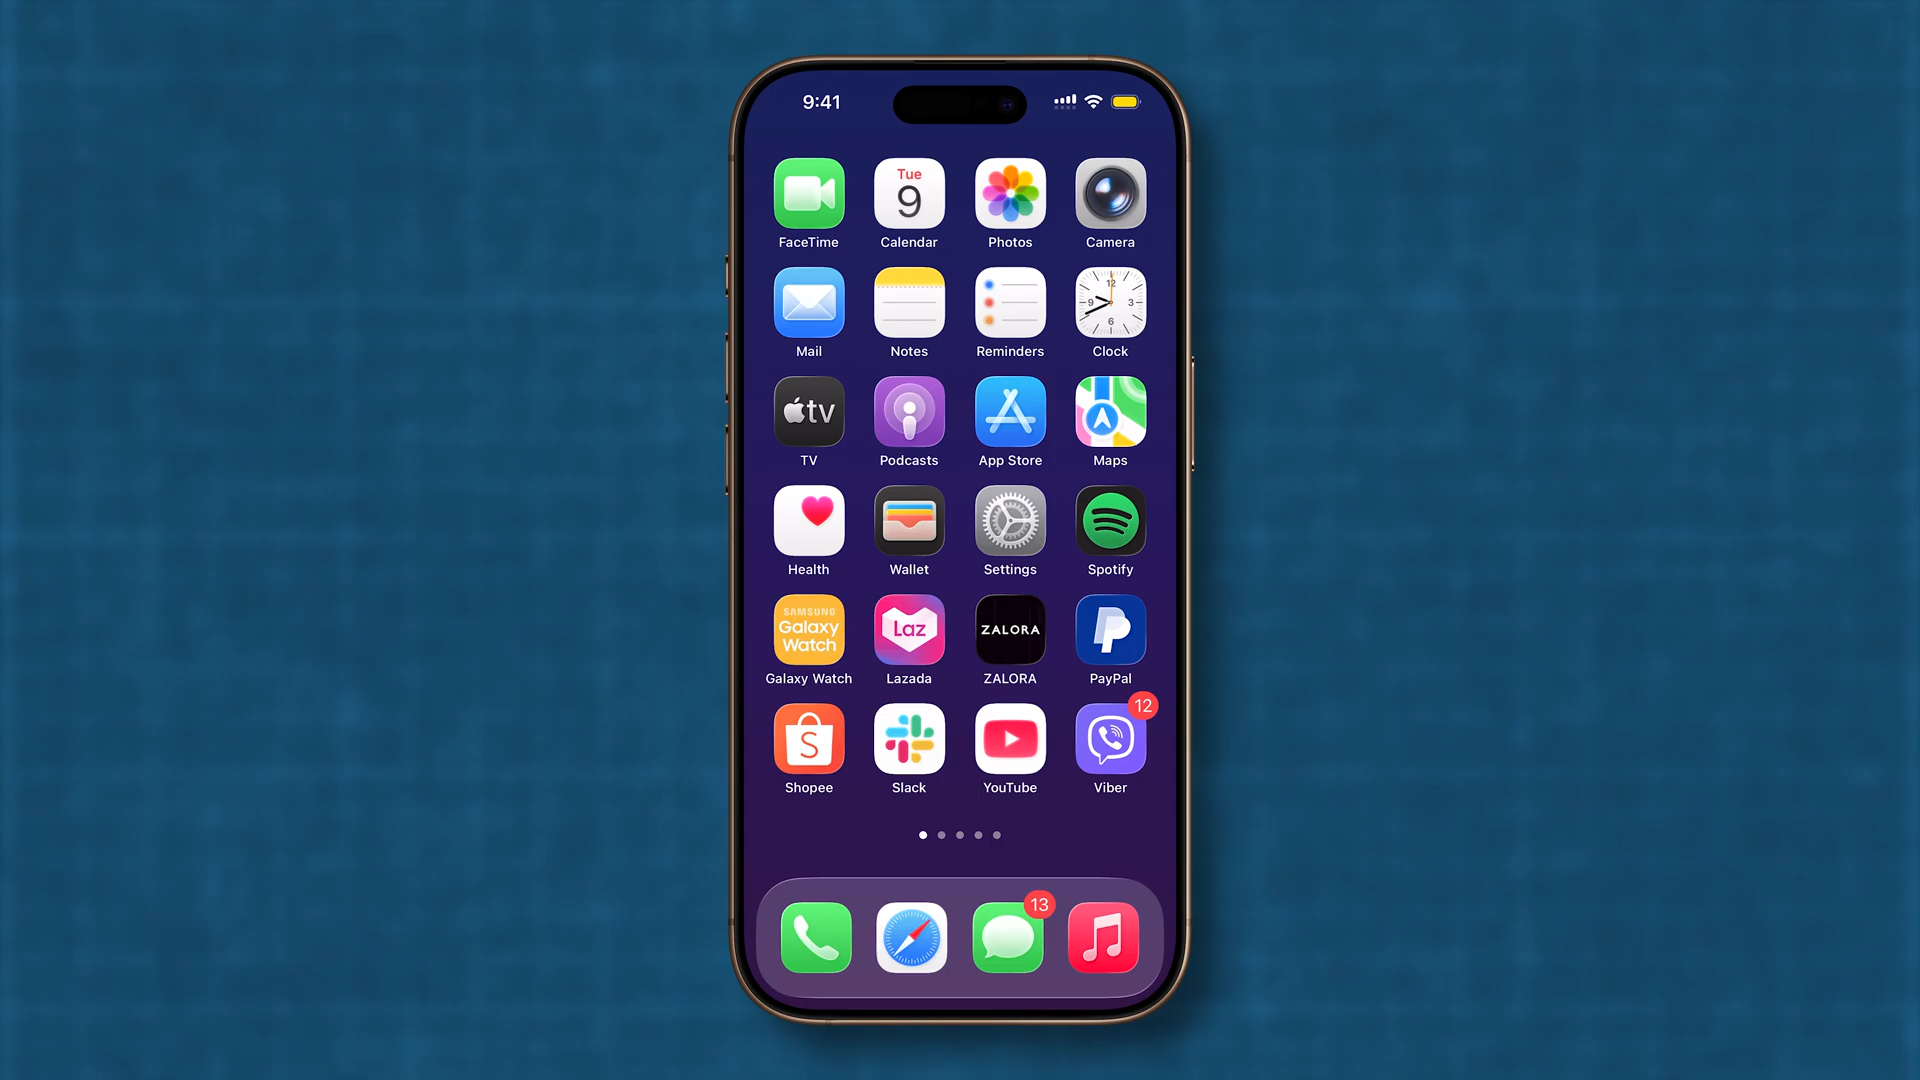 9:41
Tue
9
FaceTime Calendar Photos Camera
12
9 3
6
Mail Notes Reminders Clock
tv
TV Podcasts App Store Maps
Health Wallet Settings Spotify
SAMSUNG
Galaxy
Watch
Laz
ZALORA
Galaxy Watch Lazada ZALORA PayPal
12
S
Shopee Slack YouTube Viber
13